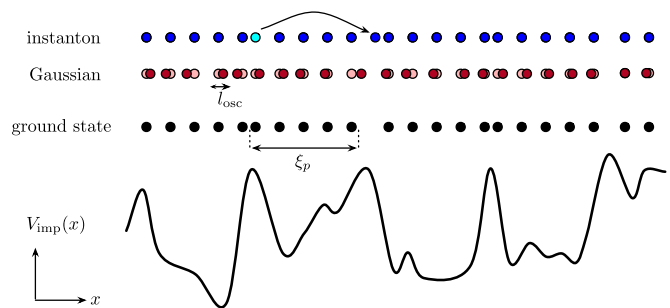 instanton
Gaussian
l_osc
ground state
ξ_p
V_imp(x)
x